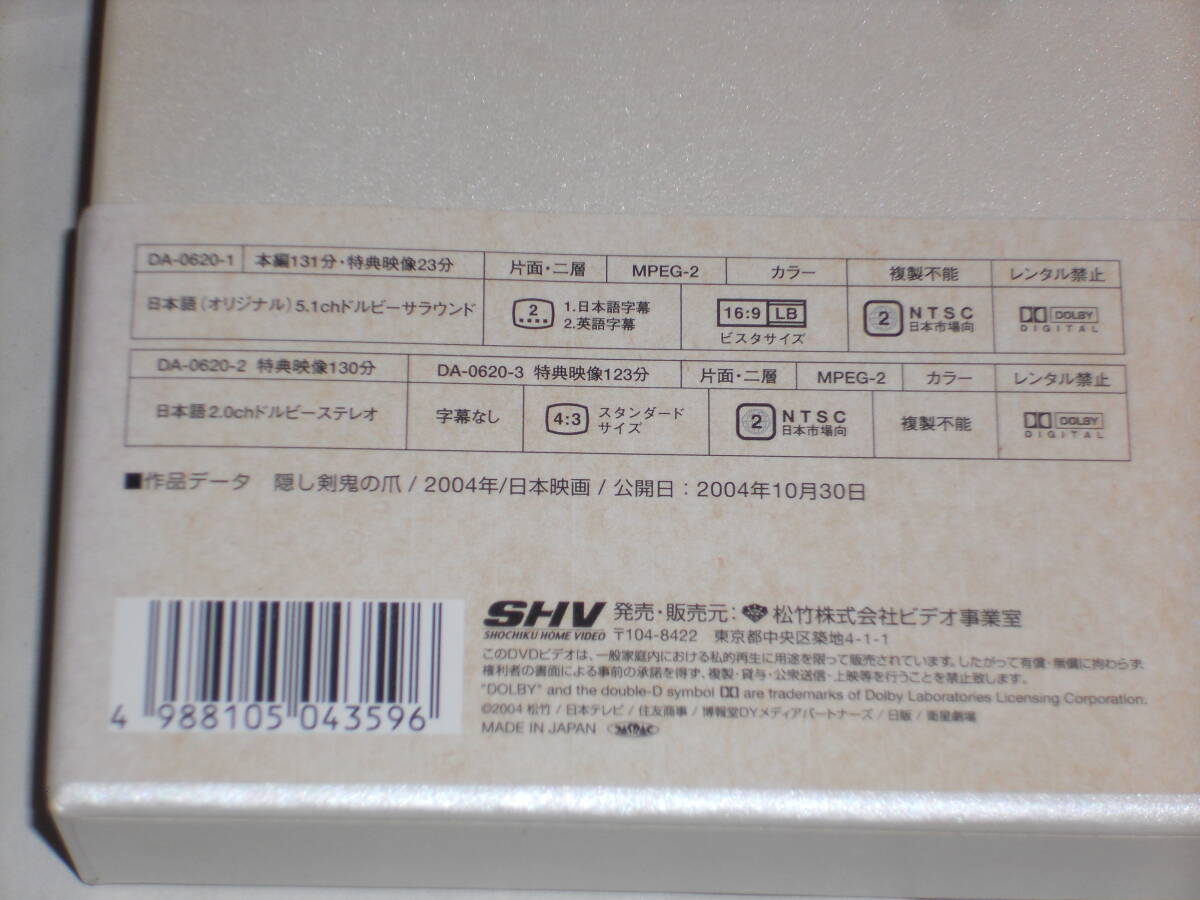 DA-0620-1 本編131分・特典映像23分 片面・二層 MPEG-2 カラー 複製不能 レンタル禁止
日本語(オリジナル)5.1chドルビーサラウンド 2 1.日本語字幕 2.英語字幕 16:9 LB ビスタサイズ 2 NTSC 日本市場向 DOLBY DIGITAL
DA-0620-2 特典映像130分 DA-0620-3 特典映像123分 片面・二層 MPEG-2 カラー レンタル禁止
日本語2.0chドルビーステレオ 字幕なし 4:3 スタンダードサイズ 2 NTSC 日本市場向 複製不能 DOLBY DIGITAL
■作品データ 隠し剣鬼の爪 / 2004年/日本映画 / 公開日:2004年10月30日
SHV 発売・販売元: 松竹株式会社ビデオ事業室
SHOCHIKU HOME VIDEO 〒104-8422 東京都中央区築地4-1-1
このDVDビデオは、一般家庭内における私的再生に用途を限って販売されています。したがって有償・無償に拘わらず、
権利者の書面による事前の承諾を得ず、複製・貸与・公衆送信・上映等を行うことを禁止致します。
"DOLBY" and the double-D symbol are trademarks of Dolby Laboratories Licensing Corporation.
©2004 松竹 / 日本テレビ / 住友商事 / 博報堂DYメディアパートナーズ / 日販 / 衛星劇場
MADE IN JAPAN
4 988105 043596